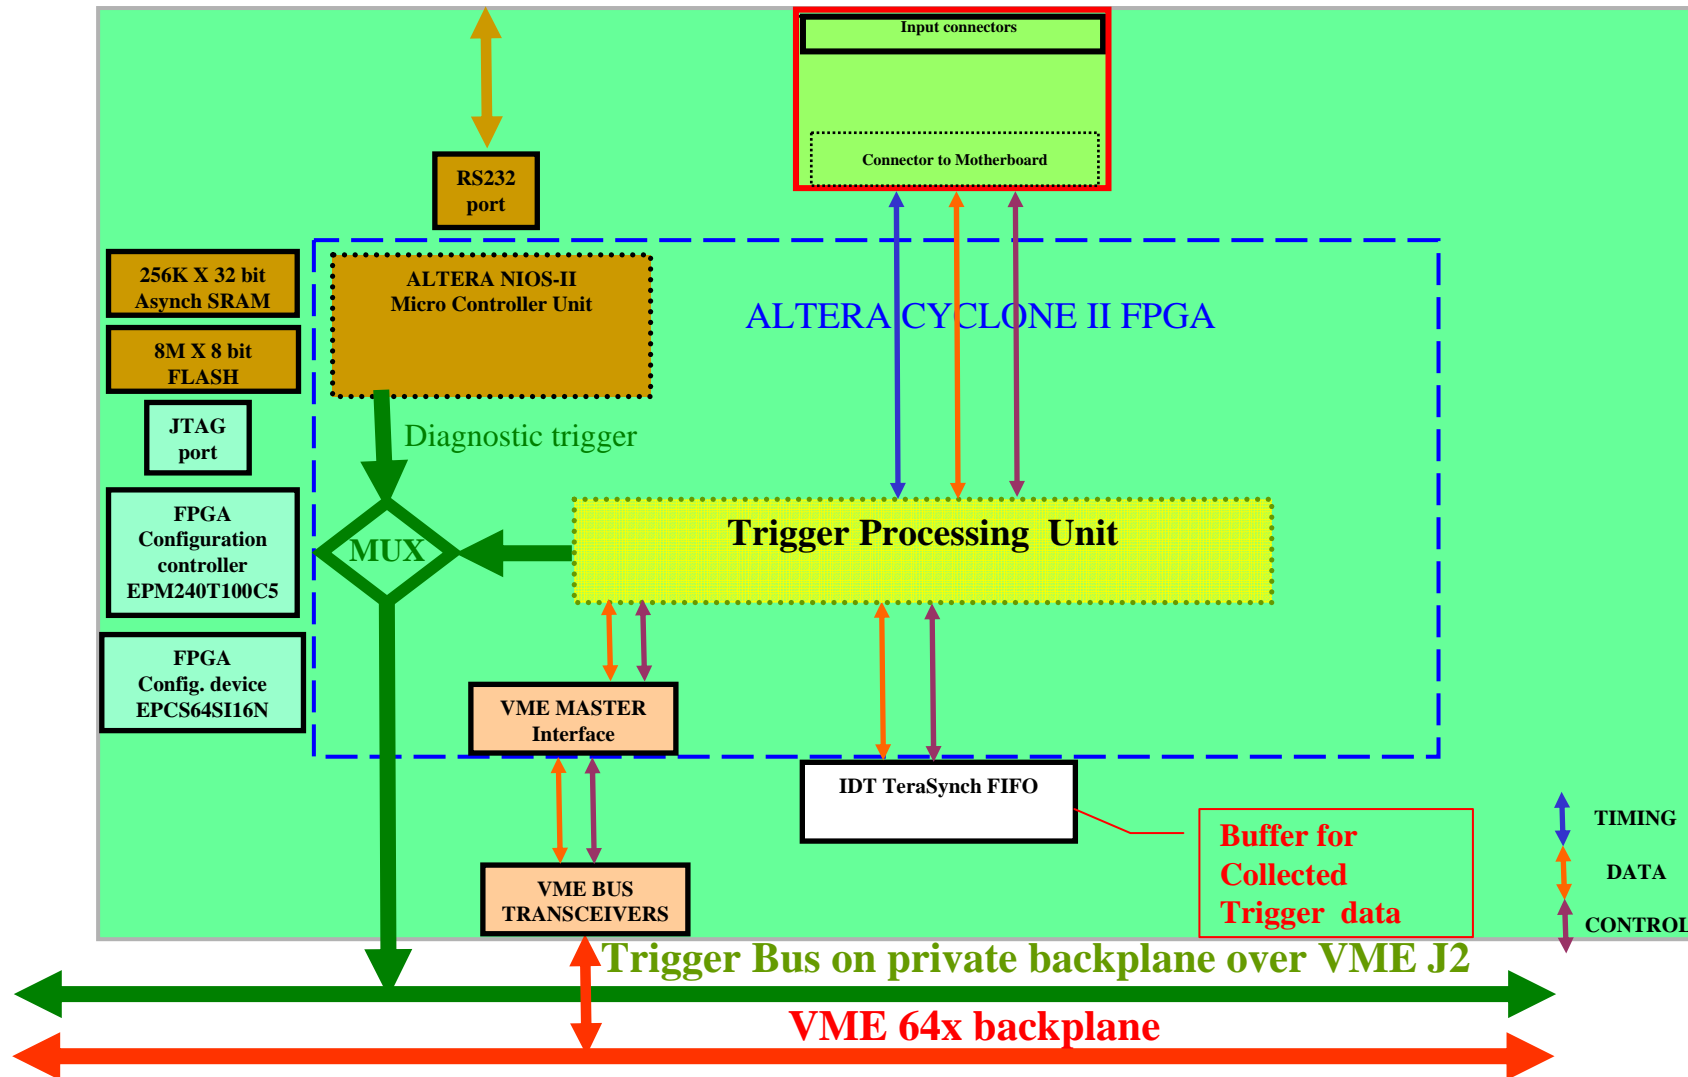 Input connectors
Connector to Motherboard
RS232
port
256K X 32 bit
Asynch SRAM
ALTERA NIOS-II
Micro Controller Unit
ALTERA CYCLONE II FPGA
8M X 8 bit
FLASH
JTAG
port
Diagnostic trigger
FPGA
Configuration
controller
EPM240T100C5
MUX
Trigger Processing Unit
FPGA
Config. device
EPCS64SI16N
VME MASTER
Interface
IDT TeraSynch FIFO
Buffer for
Collected
Trigger data
TIMING
DATA
CONTROL
VME BUS
TRANSCEIVERS
Trigger Bus on private backplane over VME J2
VME 64x backplane